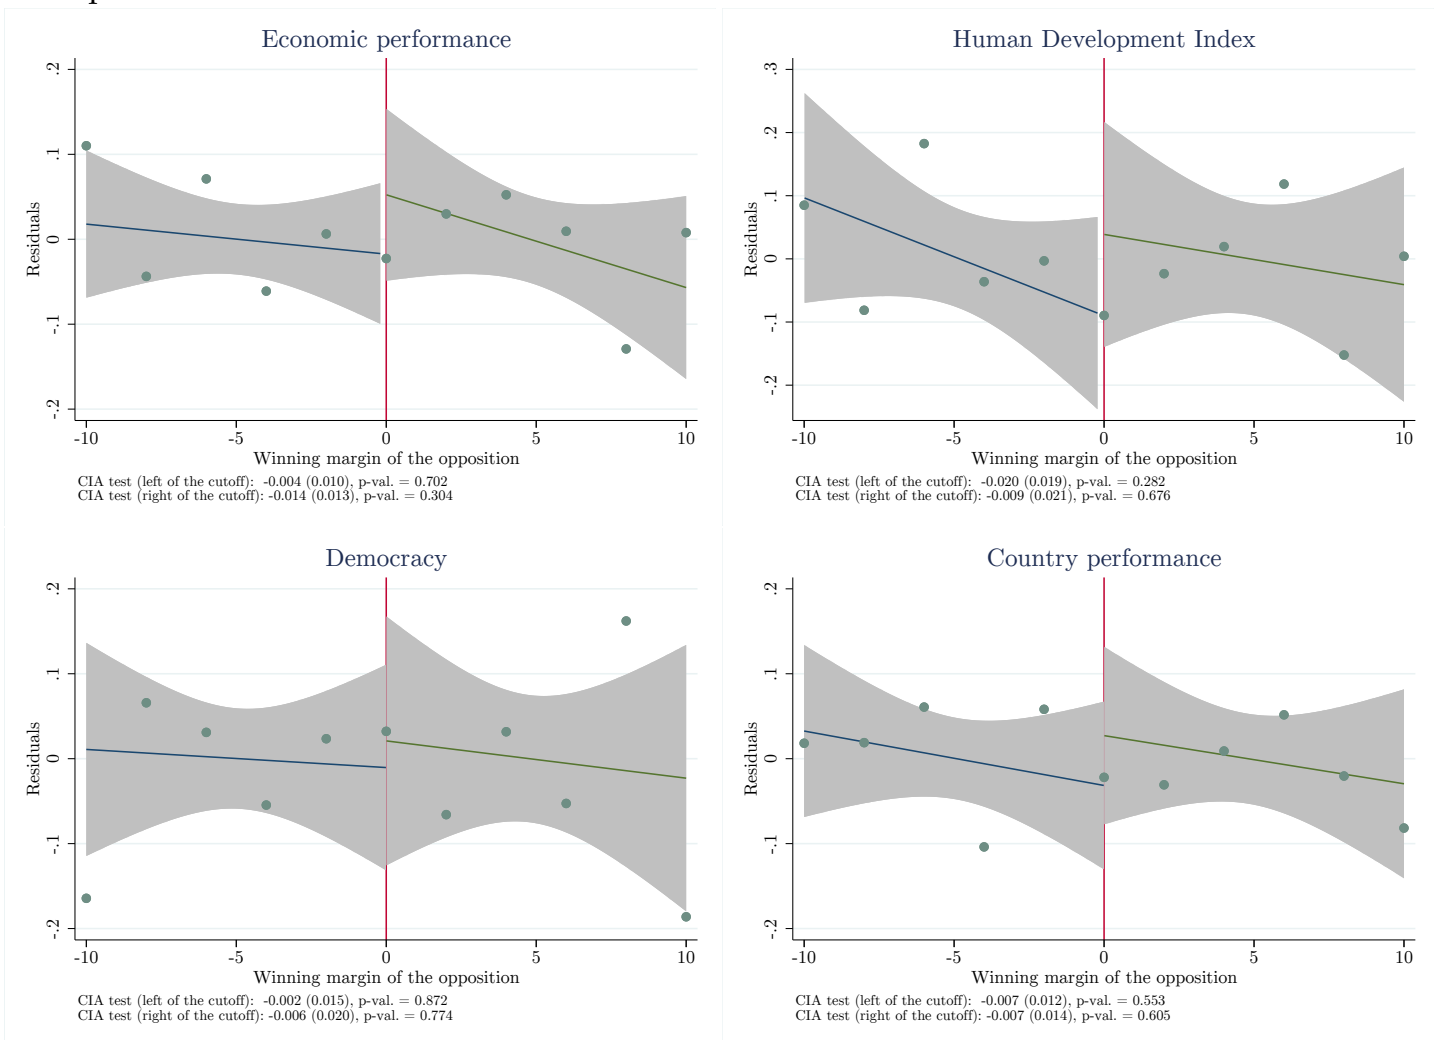 Economic performance
.2
.1
0
-.1
-.2
Residuals
-10 -5 0 5 10
Winning margin of the opposition
CIA test (left of the cutoff): -0.004 (0.010), p-val. = 0.702
CIA test (right of the cutoff): -0.014 (0.013), p-val. = 0.304
Human Development Index
.3
.2
.1
0
-.1
-.2
Residuals
-10 -5 0 5 10
Winning margin of the opposition
CIA test (left of the cutoff): -0.020 (0.019), p-val. = 0.282
CIA test (right of the cutoff): -0.009 (0.021), p-val. = 0.676
Democracy
.2
.1
0
-.1
-.2
Residuals
-10 -5 0 5 10
Winning margin of the opposition
CIA test (left of the cutoff): -0.002 (0.015), p-val. = 0.872
CIA test (right of the cutoff): -0.006 (0.020), p-val. = 0.774
Country performance
.2
.1
0
-.1
-.2
Residuals
-10 -5 0 5 10
Winning margin of the opposition
CIA test (left of the cutoff): -0.007 (0.012), p-val. = 0.553
CIA test (right of the cutoff): -0.007 (0.014), p-val. = 0.605